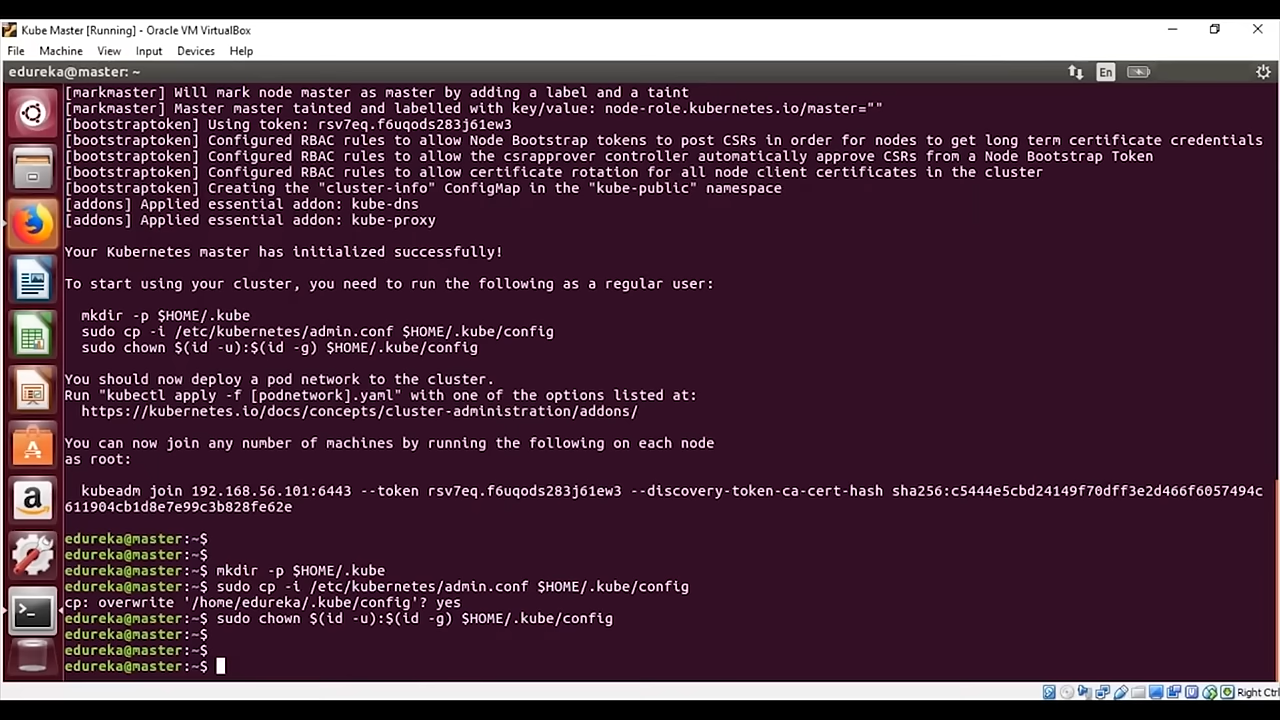 Kube Master [Running] - Oracle VM VirtualBox
File Machine View Input Devices Help
edureka@master: ~
En
[markmaster] Will mark node master as master by adding a label and a taint
[markmaster] Master master tainted and labelled with key/value: node-role.kubernetes.io/master=""
[bootstraptoken] Using token: rsv7eq.f6uqods283j61ew3
[bootstraptoken] Configured RBAC rules to allow Node Bootstrap tokens to post CSRs in order for nodes to get long term certificate credentials
[bootstraptoken] Configured RBAC rules to allow the csrapprover controller automatically approve CSRs from a Node Bootstrap Token
[bootstraptoken] Configured RBAC rules to allow certificate rotation for all node client certificates in the cluster
[bootstraptoken] Creating the "cluster-info" ConfigMap in the "kube-public" namespace
[addons] Applied essential addon: kube-dns
[addons] Applied essential addon: kube-proxy
Your Kubernetes master has initialized successfully!
To start using your cluster, you need to run the following as a regular user:
mkdir -p $HOME/.kube
sudo cp -i /etc/kubernetes/admin.conf $HOME/.kube/config
sudo chown $(id -u):$(id -g) $HOME/.kube/config
You should now deploy a pod network to the cluster.
Run "kubectl apply -f [podnetwork].yaml" with one of the options listed at:
https://kubernetes.io/docs/concepts/cluster-administration/addons/
You can now join any number of machines by running the following on each node
as root:
kubeadm join 192.168.56.101:6443 --token rsv7eq.f6uqods283j61ew3 --discovery-token-ca-cert-hash sha256:c5444e5cbd24149f70dff3e2d466f6057494c
611904cb1d8e7e99c3b828fe62e
edureka@master:~$
edureka@master:~$
edureka@master:~$ mkdir -p $HOME/.kube
edureka@master:~$ sudo cp -i /etc/kubernetes/admin.conf $HOME/.kube/config
cp: overwrite '/home/edureka/.kube/config'? yes
edureka@master:~$ sudo chown $(id -u):$(id -g) $HOME/.kube/config
edureka@master:~$
edureka@master:~$
edureka@master:~$
Right Ctrl